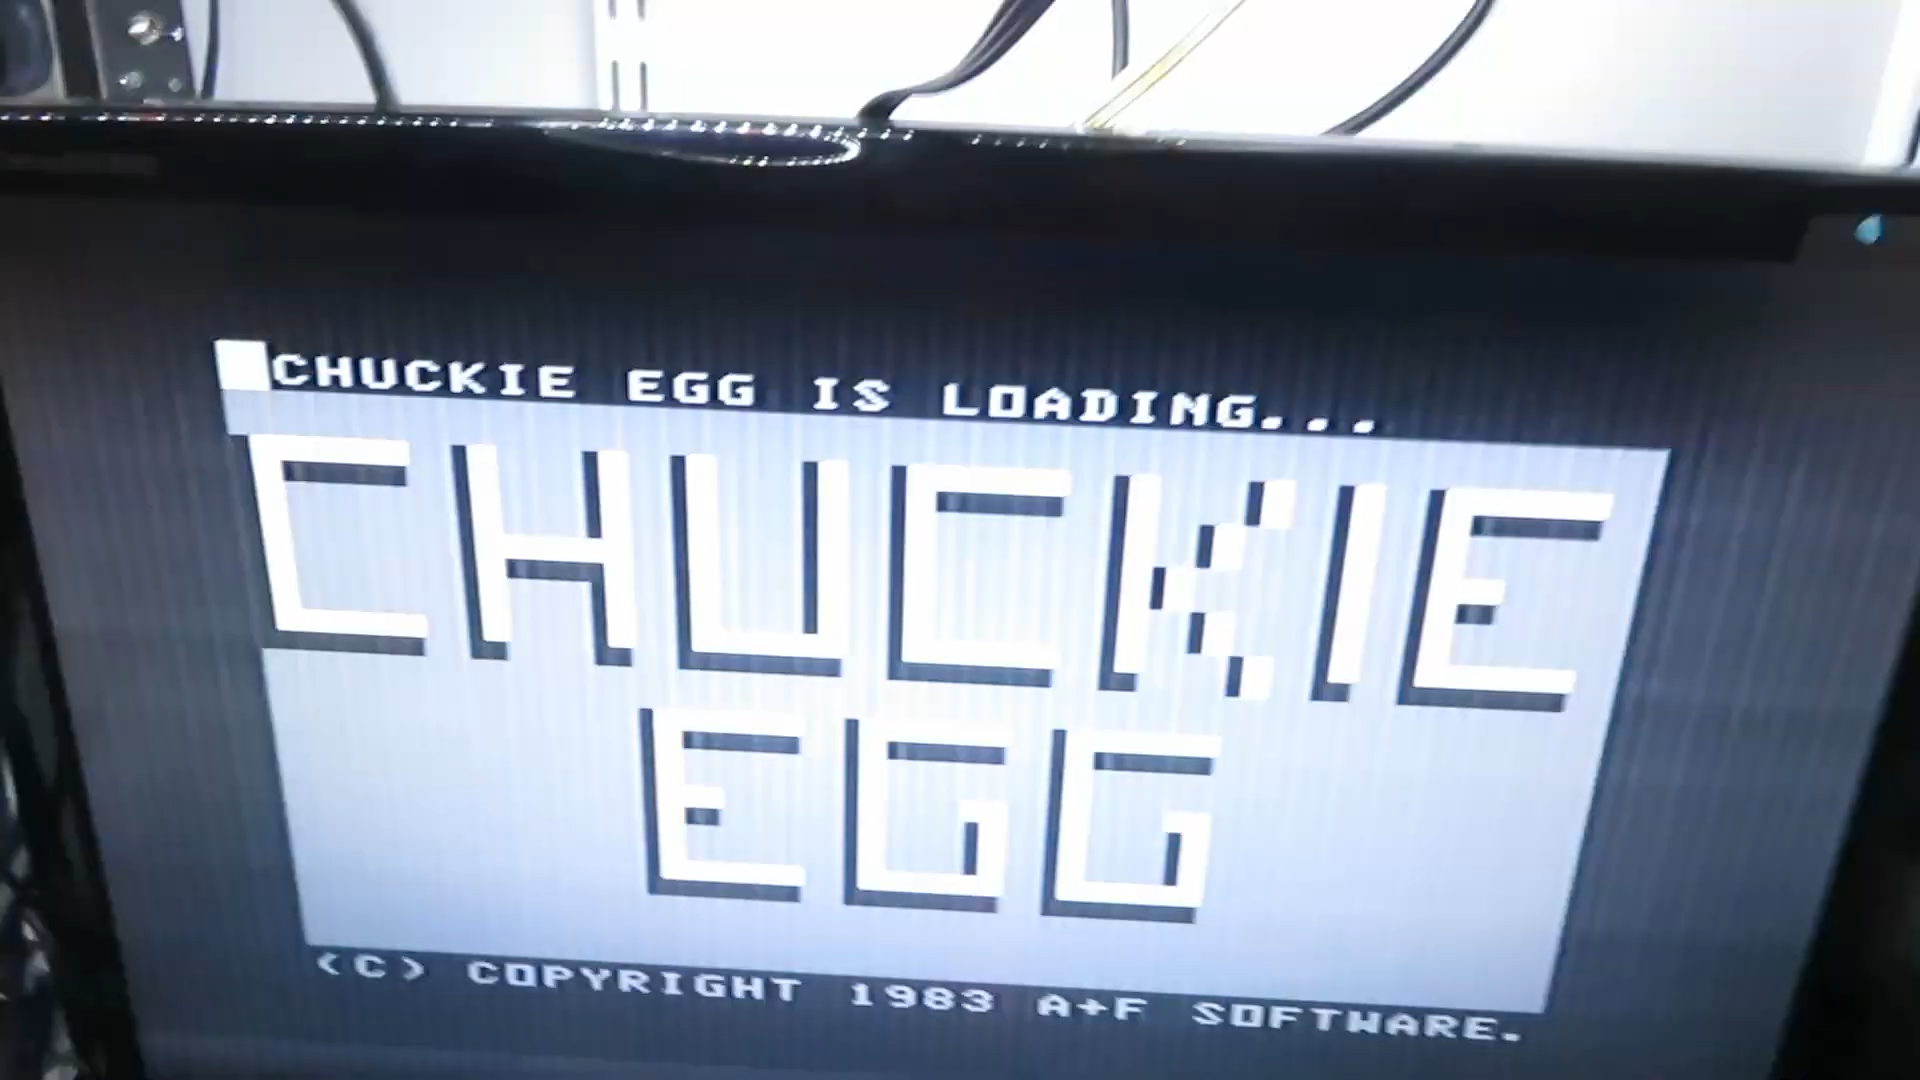 CHUCKIE EGG IS LOADING...
CHUCKIE
EGG
(C) COPYRIGHT 1983 A+F SOFTWARE.